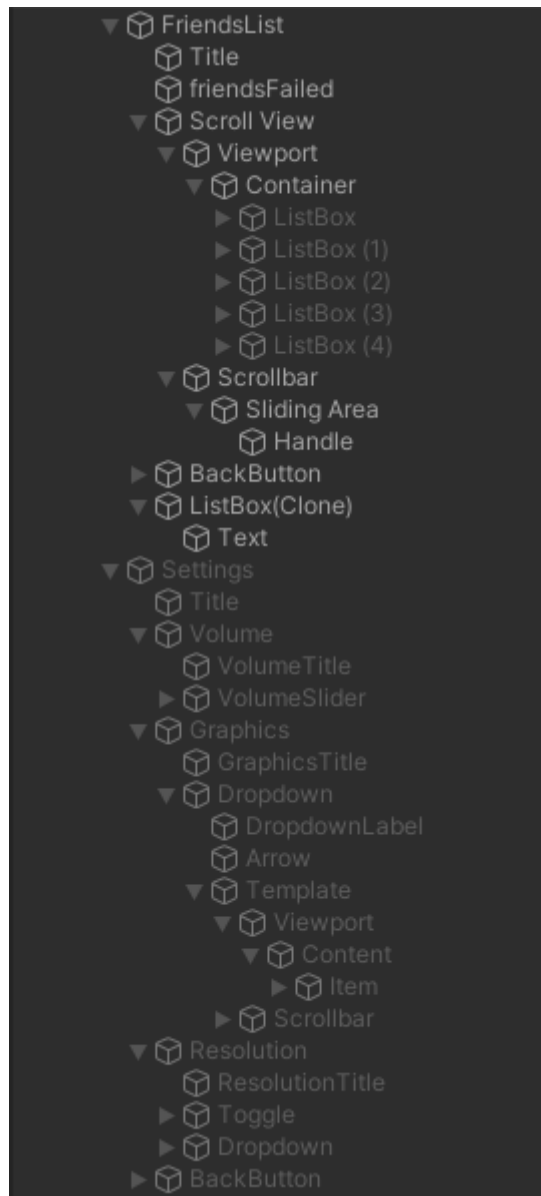 FriendsList
Title
friendsFailed
Scroll View
Viewport
Container
ListBox
ListBox (1)
ListBox (2)
ListBox (3)
ListBox (4)
Scrollbar
Sliding Area
Handle
BackButton
ListBox(Clone)
Text
Settings
Title
Volume
VolumeTitle
VolumeSlider
Graphics
GraphicsTitle
Dropdown
DropdownLabel
Arrow
Template
Viewport
Content
Item
Scrollbar
Resolution
ResolutionTitle
Toggle
Dropdown
BackButton